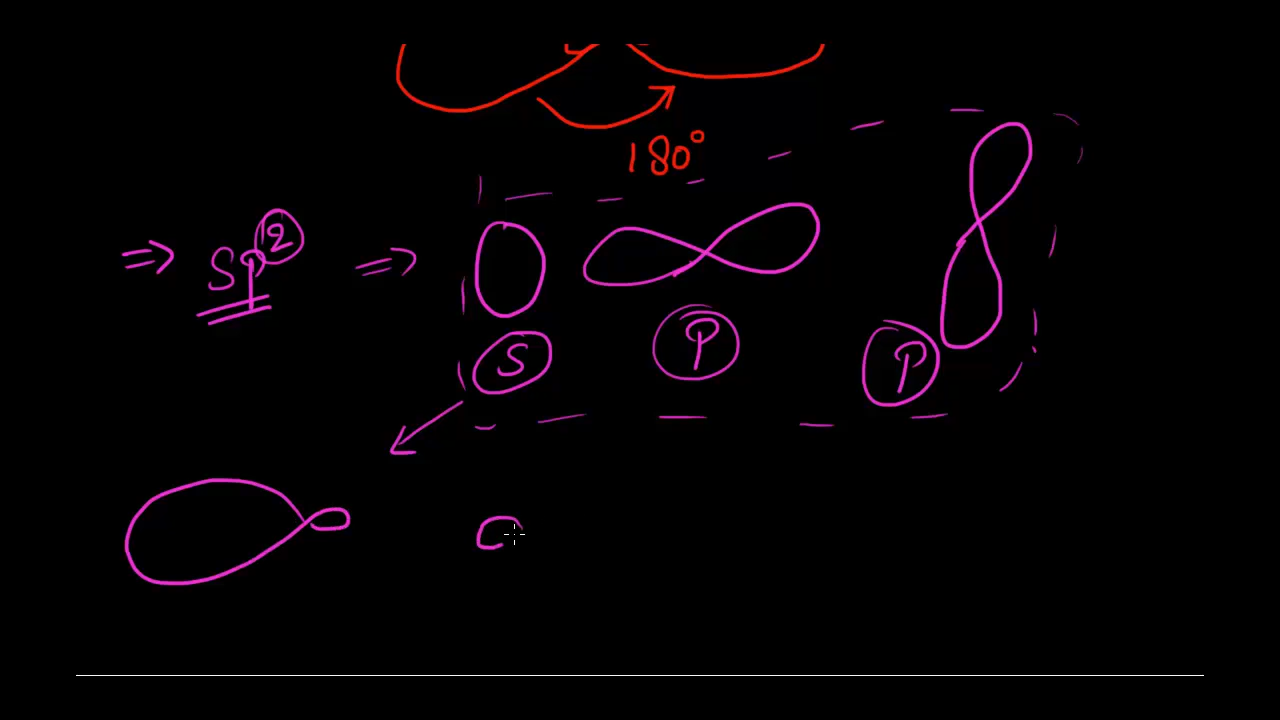 180°
⇒ SP² ⇒
S P P